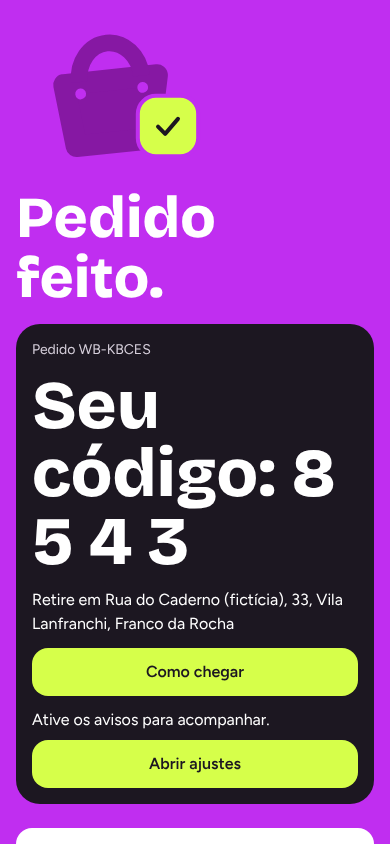 Pedido
feito.
Pedido WB-KBCES
Seu
código: 8
5 4 3
Retire em Rua do Caderno (fictícia), 33, Vila
Lanfranchi, Franco da Rocha
Como chegar
Ative os avisos para acompanhar.
Abrir ajustes